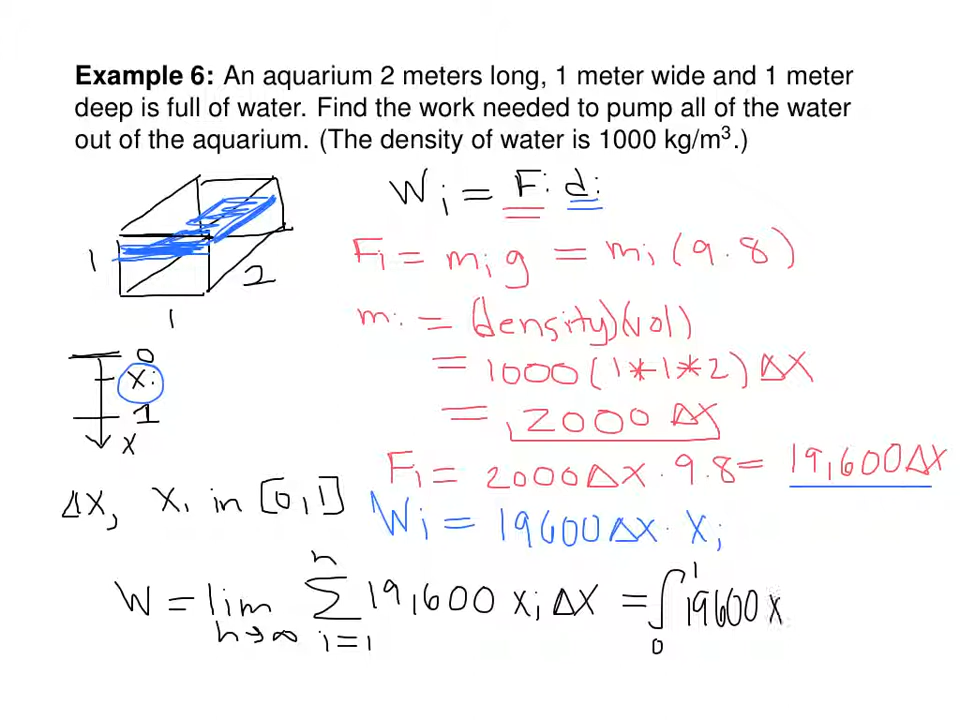 Example 6: An aquarium 2 meters long, 1 meter wide and 1 meter
deep is full of water. Find the work needed to pump all of the water
out of the aquarium. (The density of water is 1000 kg/m³.)
Wᵢ = Fᵢ dᵢ
1
2
1
Fᵢ = mᵢ g = mᵢ (9.8)
mᵢ = (density)(vol)
= 1000 (1*1*2) Δx
= 2000 Δx
0
xᵢ
1
x
Fᵢ = 2000Δx · 9.8 = 19,600Δx
Δx, xᵢ in [0,1]
Wᵢ = 19600 Δx · xᵢ
W = lim n→∞ Σ i=1 n 19,600 xᵢ Δx = ∫ 0 1 19600 x